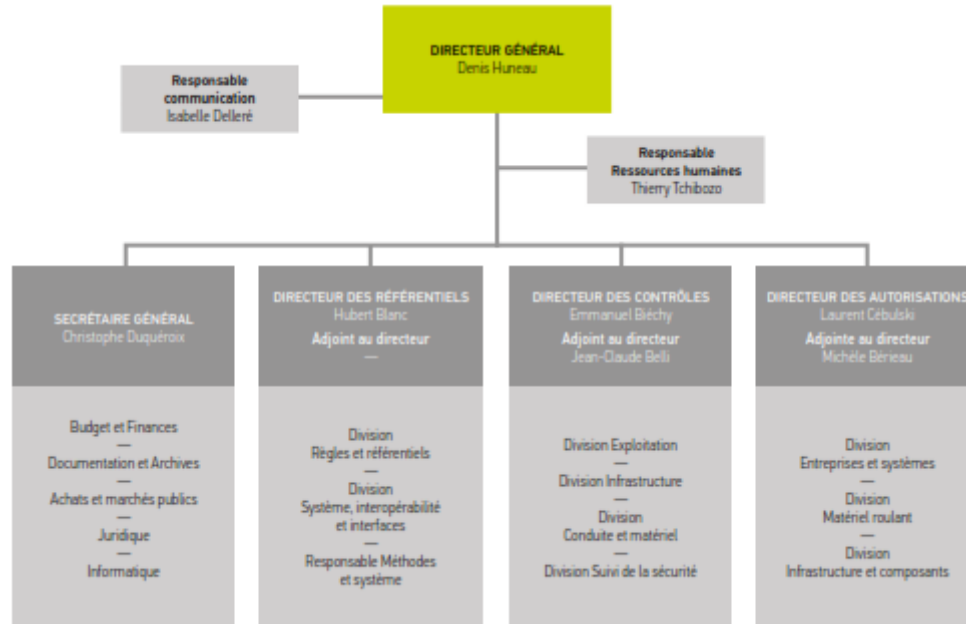 DIRECTEUR GÉNÉRAL
Denis Huneau
Responsable
communication
Isabelle Delleré
Responsable
Ressources humaines
Thierry Tchibozo
SECRÉTAIRE GÉNÉRAL
Christophe Duquéroix
Budget et Finances
—
Documentation et Archives
—
Achats et marchés publics
—
Juridique
—
Informatique
DIRECTEUR DES RÉFÉRENTIELS
Hubert Blanc
Adjoint au directeur
—
Division
Règles et référentiels
—
Division
Système, interopérabilité
et interfaces
—
Responsable Méthodes
et système
DIRECTEUR DES CONTRÔLES
Emmanuel Biéchy
Adjoint au directeur
Jean-Claude Belli
Division Exploitation
—
Division Infrastructure
—
Division
Conduite et matériel
—
Division Suivi de la sécurité
DIRECTEUR DES AUTORISATIONS
Laurent Cébulski
Adjointe au directeur
Michèle Bérieau
Division
Entreprises et systèmes
—
Division
Matériel roulant
—
Division
Infrastructure et composants